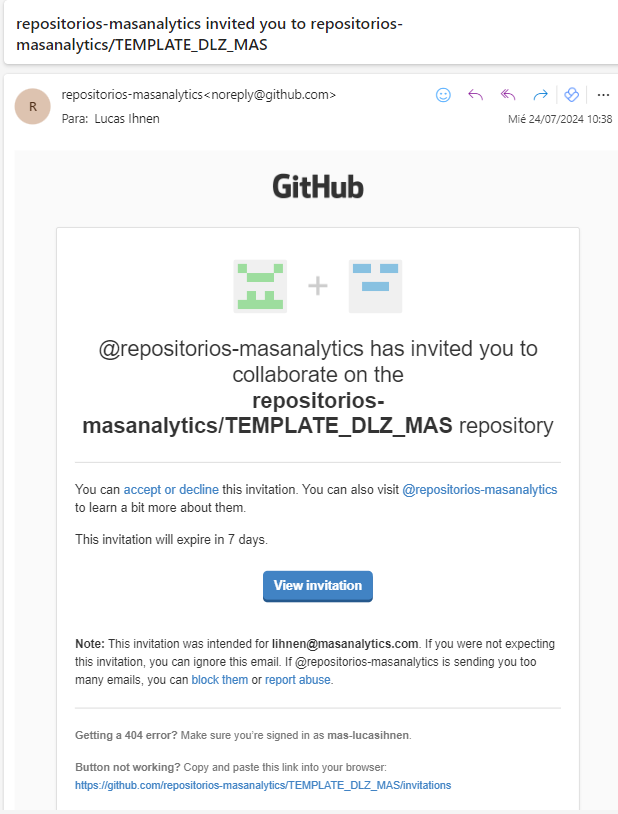 repositorios-masanalytics invited you to repositorios-
masanalytics/TEMPLATE_DLZ_MAS
R
repositorios-masanalytics<noreply@github.com>
Para: Lucas Ihnen
Mié 24/07/2024 10:38
GitHub
@repositorios-masanalytics has invited you to
collaborate on the
repositorios-
masanalytics/TEMPLATE_DLZ_MAS repository
You can accept or decline this invitation. You can also visit @repositorios-masanalytics
to learn a bit more about them.
This invitation will expire in 7 days.
View invitation
Note: This invitation was intended for lihnen@masanalytics.com. If you were not expecting
this invitation, you can ignore this email. If @repositorios-masanalytics is sending you too
many emails, you can block them or report abuse.
Getting a 404 error? Make sure you're signed in as mas-lucasihnen.
Button not working? Copy and paste this link into your browser:
https://github.com/repositorios-masanalytics/TEMPLATE_DLZ_MAS/invitations